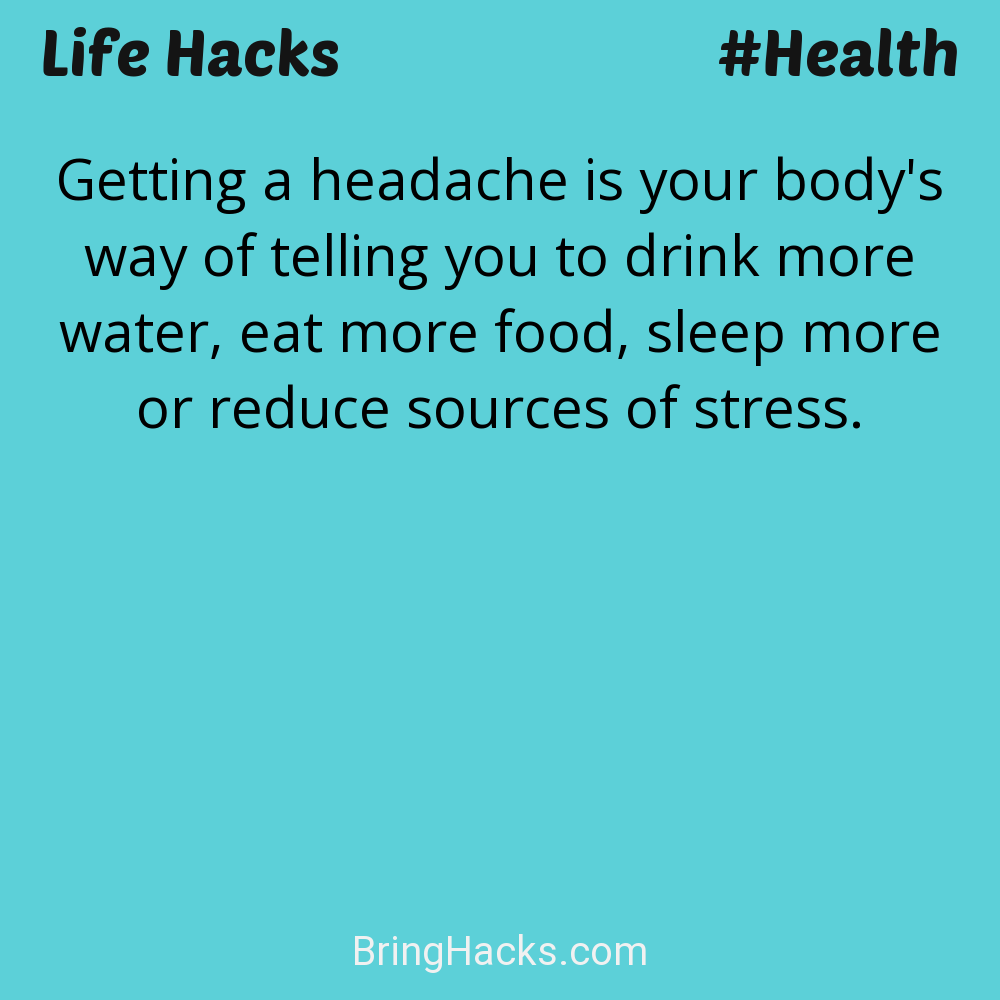 Life Hacks #Health
Getting a headache is your body's
way of telling you to drink more
water, eat more food, sleep more
or reduce sources of stress.
BringHacks.com